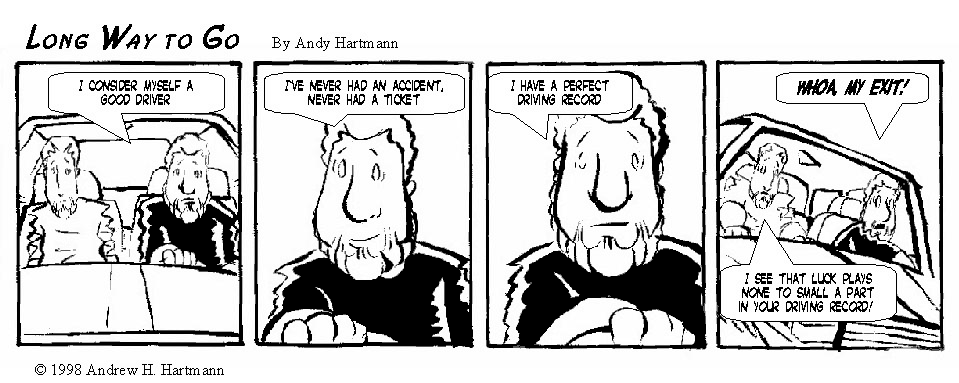 LONG WAY TO GO
By Andy Hartmann
I CONSIDER MYSELF A
GOOD DRIVER
I'VE NEVER HAD AN ACCIDENT,
NEVER HAD A TICKET
I HAVE A PERFECT
DRIVING RECORD
WHOA, MY EXIT!
I SEE THAT LUCK PLAYS
NONE TO SMALL A PART
IN YOUR DRIVING RECORD!
© 1998 Andrew H. Hartmann